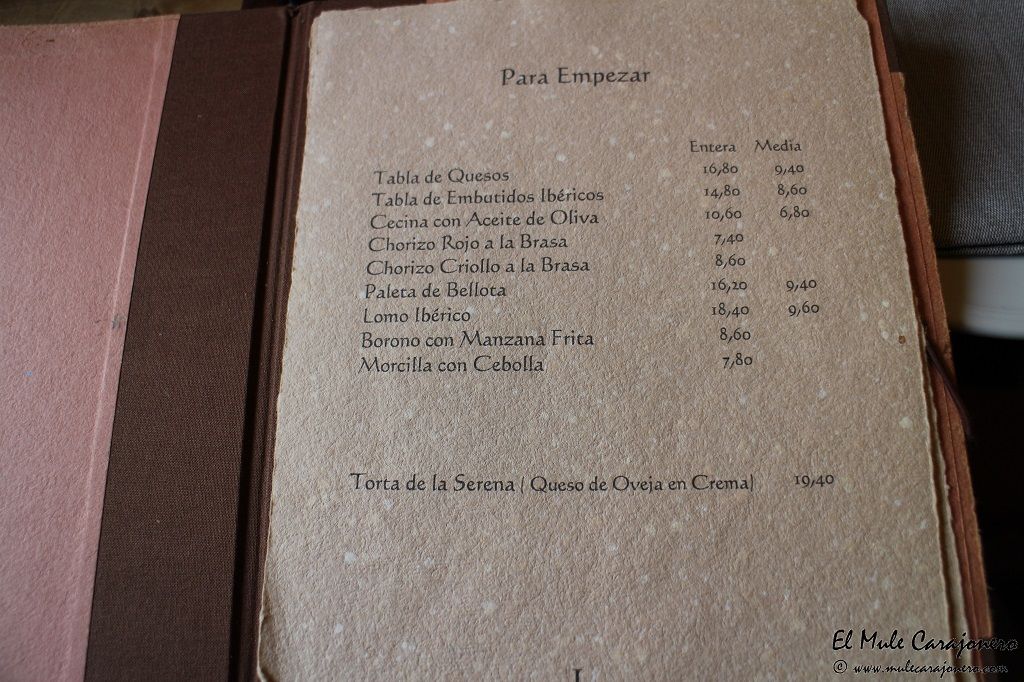 Para Empezar
Entera Media
Tabla de Quesos 16,80 9,40
Tabla de Embutidos Ibéricos 14,80 8,60
Cecina con Aceite de Oliva 10,60 6,80
Chorizo Rojo a la Brasa 7,40
Chorizo Criollo a la Brasa 8,60
Paleta de Bellota 16,20 9,40
Lomo Ibérico 18,40 9,60
Borono con Manzana Frita 8,60
Morcilla con Cebolla 7,80
Torta de la Serena ( Queso de Oveja en Crema) 19,40
I
El Mule Carajonero
© www.mulecarajonero.com